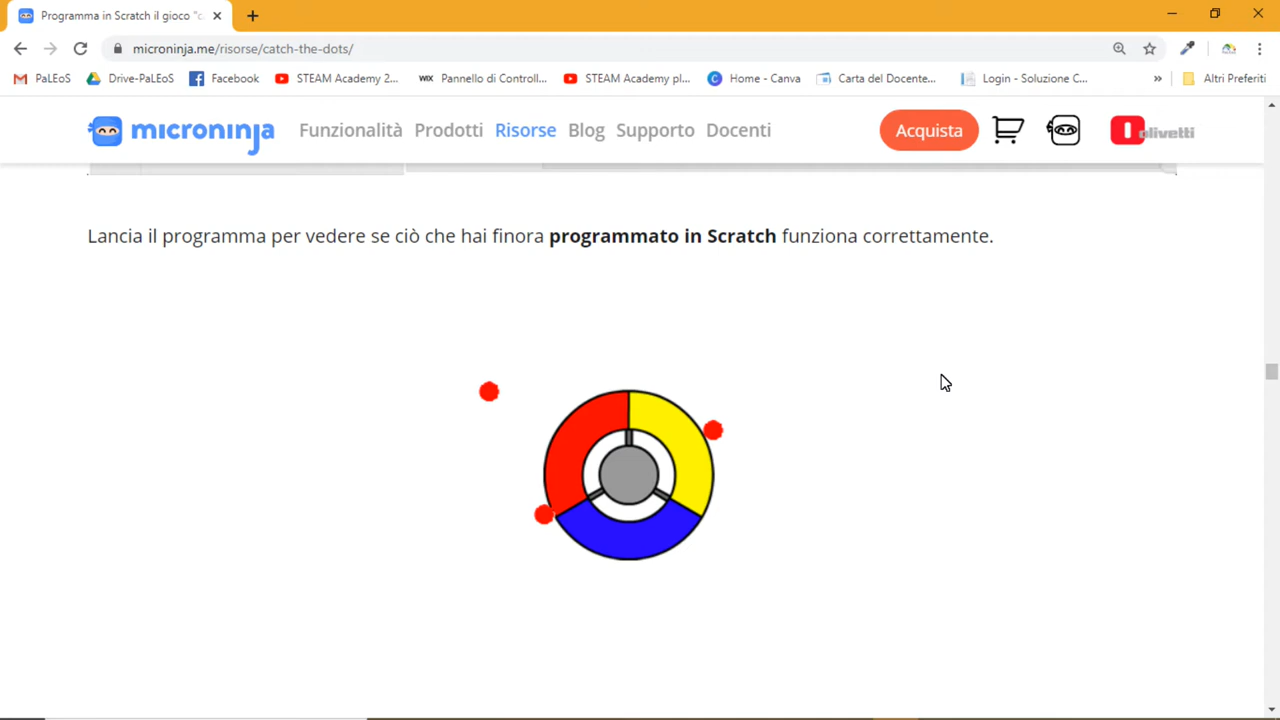 Programma in Scratch il gioco "c
microninja.me/risorse/catch-the-dots/
PaLEoS Drive-PaLEoS Facebook STEAM Academy 2... WIX Pannello di Controll... STEAM Academy pl... Home - Canva Carta del Docente... Login - Soluzione C... » Altri Preferiti
microninja Funzionalità Prodotti Risorse Blog Supporto Docenti Acquista olivetti
Lancia il programma per vedere se ciò che hai finora programmato in Scratch funziona correttamente.